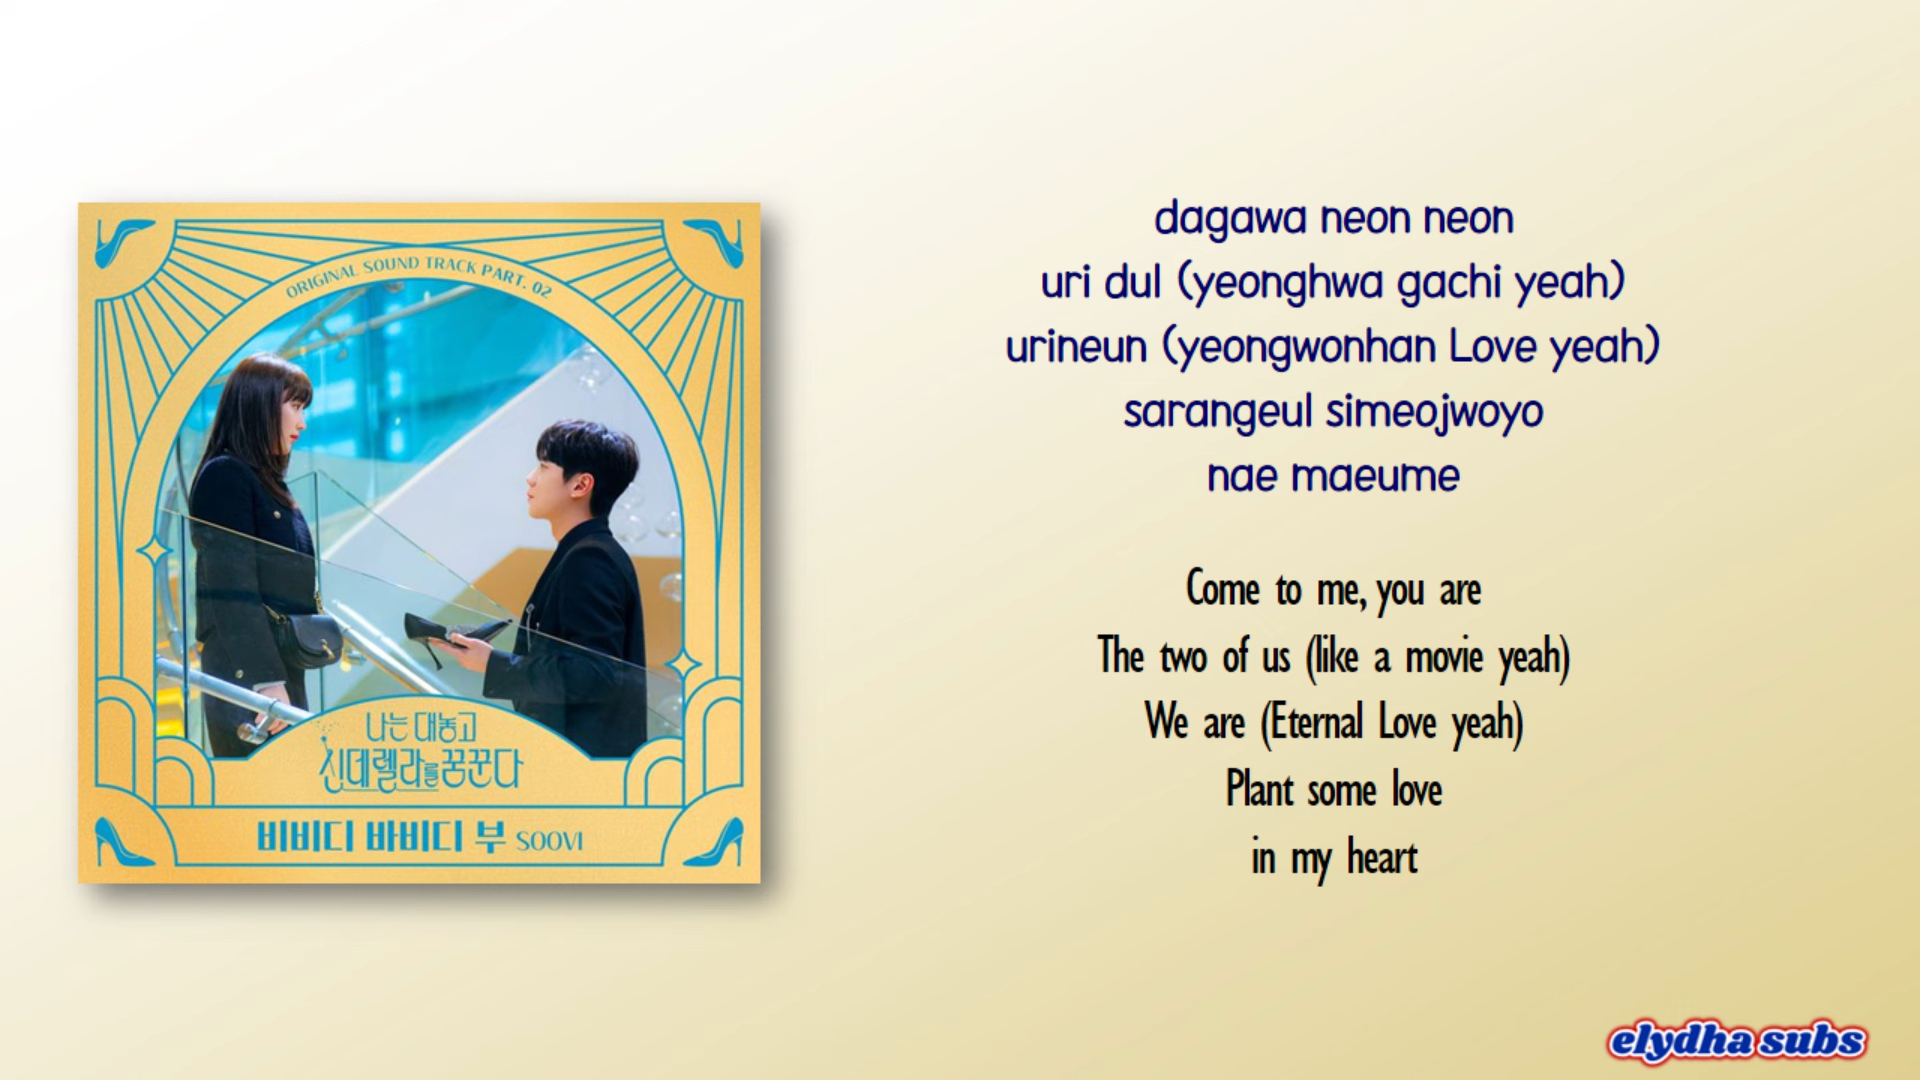 ORIGINAL SOUND TRACK PART. 02
나는 대놓고
신데렐라를 꿈꾼다
비비디 바비디 부 SOOVI
dagawa neon neon
uri dul (yeonghwa gachi yeah)
urineun (yeongwonhan Love yeah)
sarangeul simeojwoyo
nae maeume
Come to me, you are
The two of us (like a movie yeah)
We are (Eternal Love yeah)
Plant some love
in my heart
elydha subs